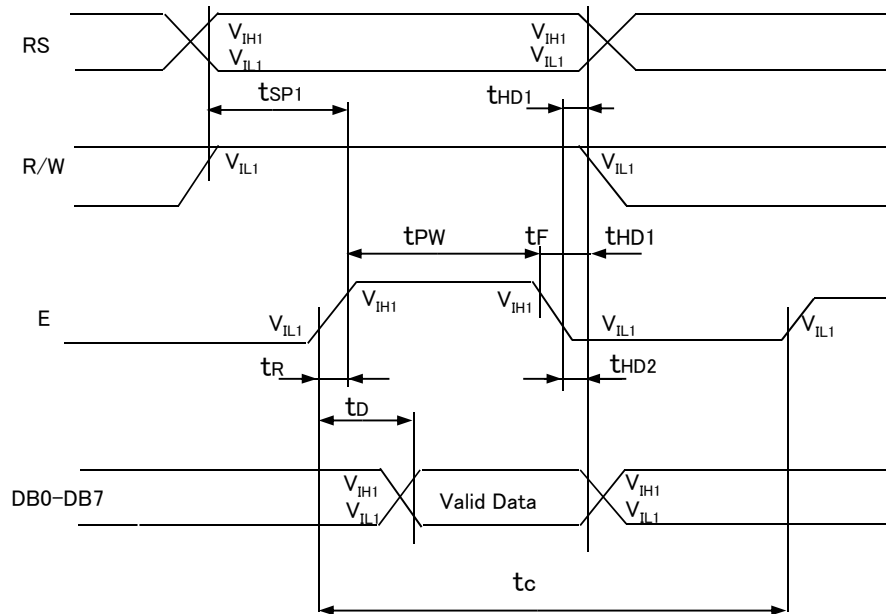 RS
VIH1
VIL1
VIH1
VIL1
tSP1
tHD1
R/W
VIL1
VIL1
tPW
tF
tHD1
E
VIL1
VIH1
VIH1
VIL1
VIL1
tR
tHD2
tD
DB0-DB7
VIH1
VIL1
Valid Data
VIH1
VIL1
tc